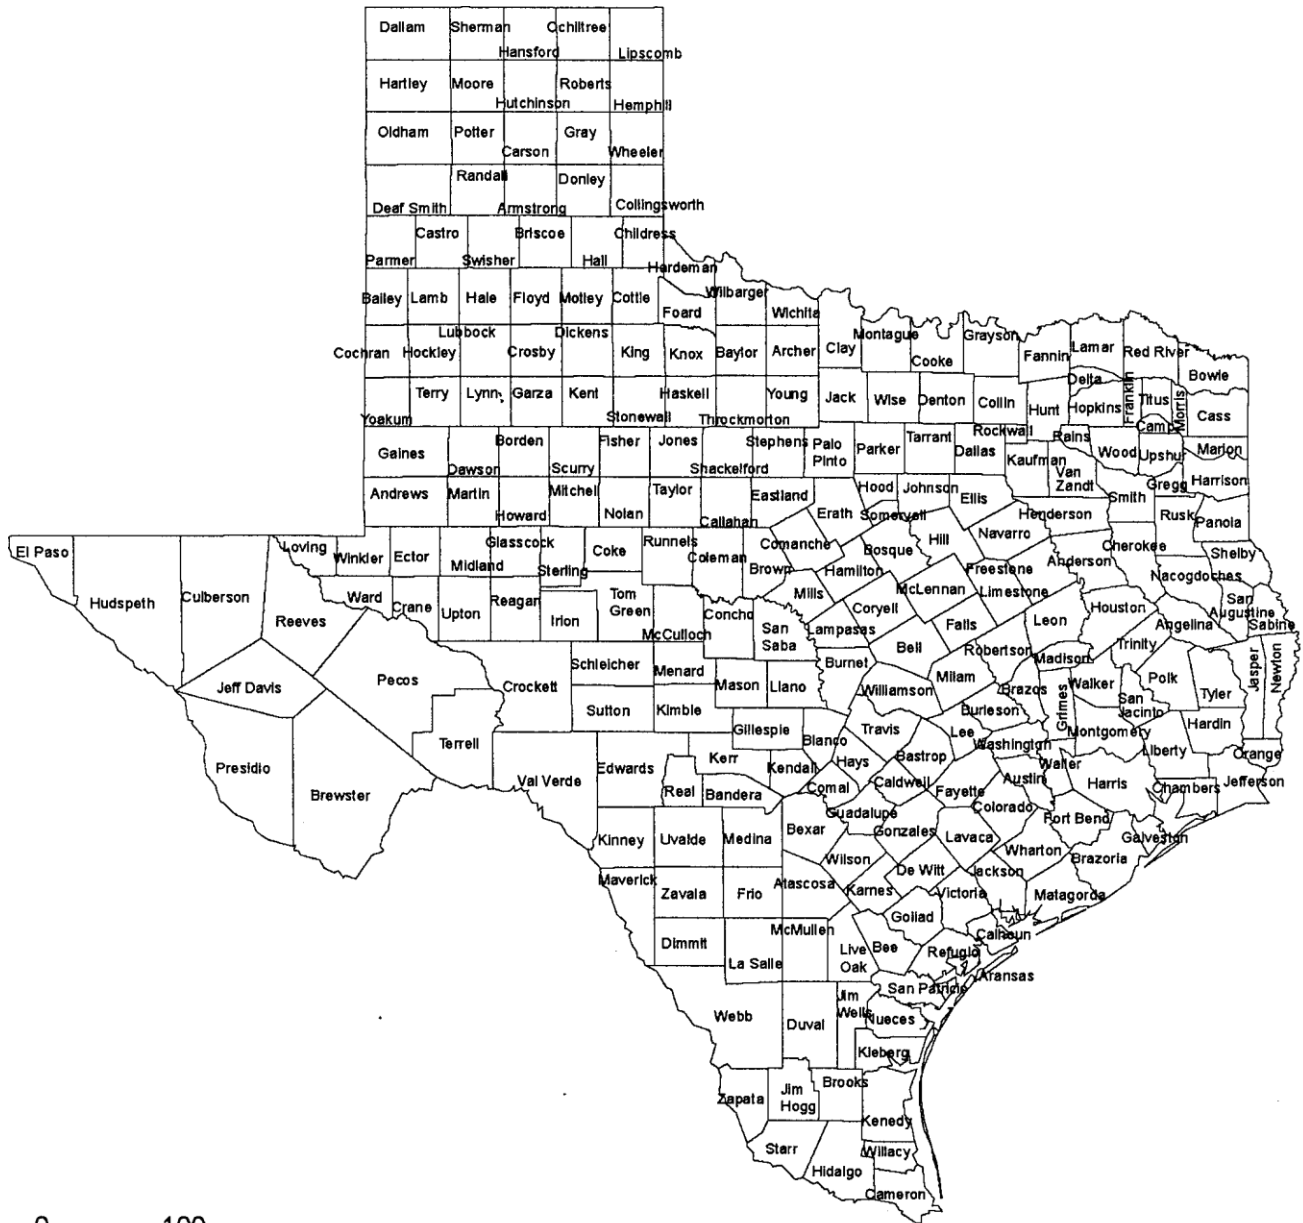 Dallam Sherman Ochiltree
Hansford Lipscomb
Hartley Moore Roberts
Hutchinson Hemphill
Oldham Potter Gray
Carson Wheeler
Randall Donley
Deaf Smith Armstrong Collingsworth
Castro Briscoe Childress
Parmer Swisher Hall
Hardeman
Bailey Lamb Hale Floyd Motley Cottle Wilbarger
Foard Wichita
Lubbock Dickens Montague Grayson
Cochran Hockley Crosby King Knox Baylor Archer Clay Cooke Fannin Lamar Red River
Delta Bowie
Terry Lynn Garza Kent Haskell Young Jack Wise Denton Collin Hunt Hopkins Franklin Titus Morris Cass
Yoakum Stonewall Throckmorton Rockwall Camp
Borden Fisher Jones Stephens Palo Parker Tarrant Dallas Rains
Gaines Pinto Kaufman Van Wood Upshur Marion
Dawson Scurry Shackelford Zandt
Andrews Martin Mitchell Taylor Eastland Hood Johnson Ellis Smith Gregg Harrison
Howard Nolan Callahan Erath Somervell Henderson Rusk Panola
El Paso Loving Winkler Ector Glasscock Coke Runnels Coleman Comanche Bosque Hill Navarro Cherokee Shelby
Midland Sterling Brown Hamilton Freestone Anderson Nacogdoches
Hudspeth Culberson Reeves Ward Crane Upton Reagan Irion Tom Concho Mills Coryell McLennan Limestone Houston San
Green Augustine
McCulloch San Lampasas Bell Falls Leon Angelina Sabine
Saba Robertson Trinity
Jeff Davis Pecos Crockett Schleicher Menard Mason Llano Burnet Williamson Milam Madison Walker Polk Tyler Jasper Newton
Sutton Kimble Brazos Grimes San
Jacinto
Terrell Gillespie Blanco Travis Burleson Lee Montgomery Hardin
Presidio Kerr Hays Bastrop Washington Liberty Orange
Brewster Val Verde Edwards Real Bandera Kendall Comal Caldwell Fayette Austin Waller Harris Chambers Jefferson
Guadalupe Colorado Fort Bend
Kinney Uvalde Medina Bexar Gonzales Lavaca Wharton Galveston
Wilson De Witt Jackson Brazoria
Maverick Zavala Frio Atascosa Karnes Victoria Matagorda
Goliad
Dimmit La Salle McMullen Live Bee Refugio Calhoun
Oak Aransas
San Patricio
Webb Duval Jim
Wells Nueces
Kleberg
Zapata Jim Brooks
Hogg Kenedy
Starr Willacy
Hidalgo
Cameron
0 100